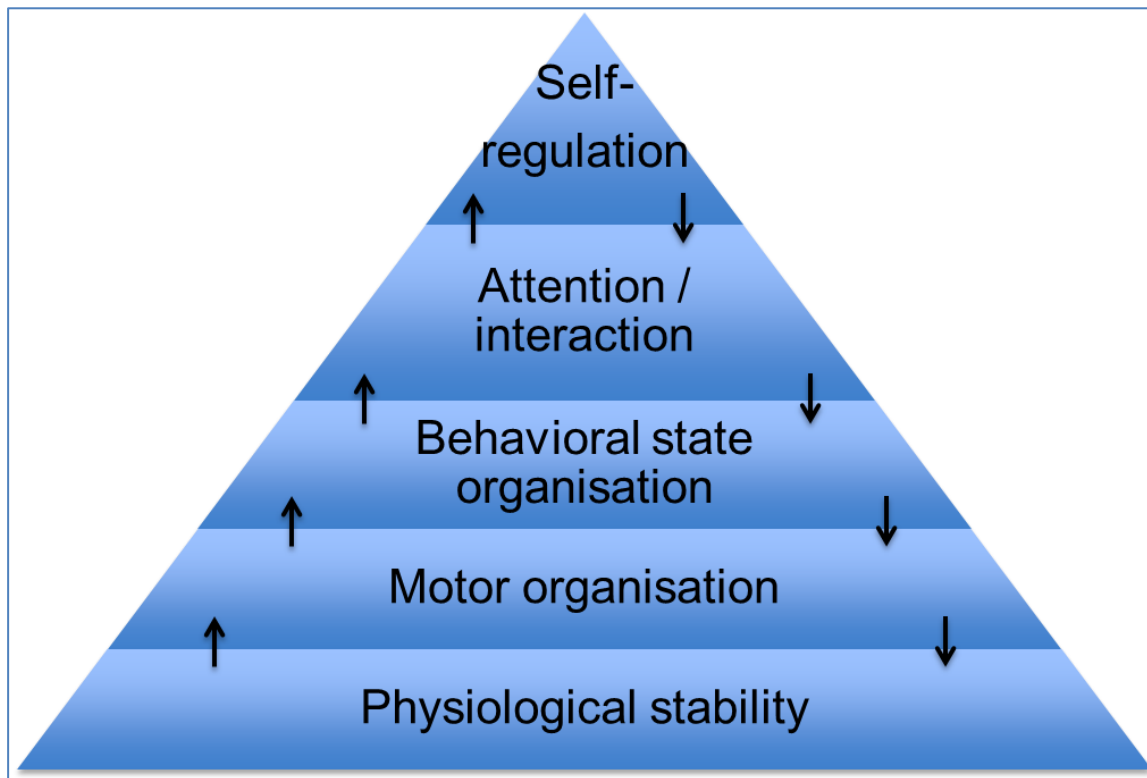 Self-
regulation
Attention /
interaction
Behavioral state
organisation
Motor organisation
Physiological stability